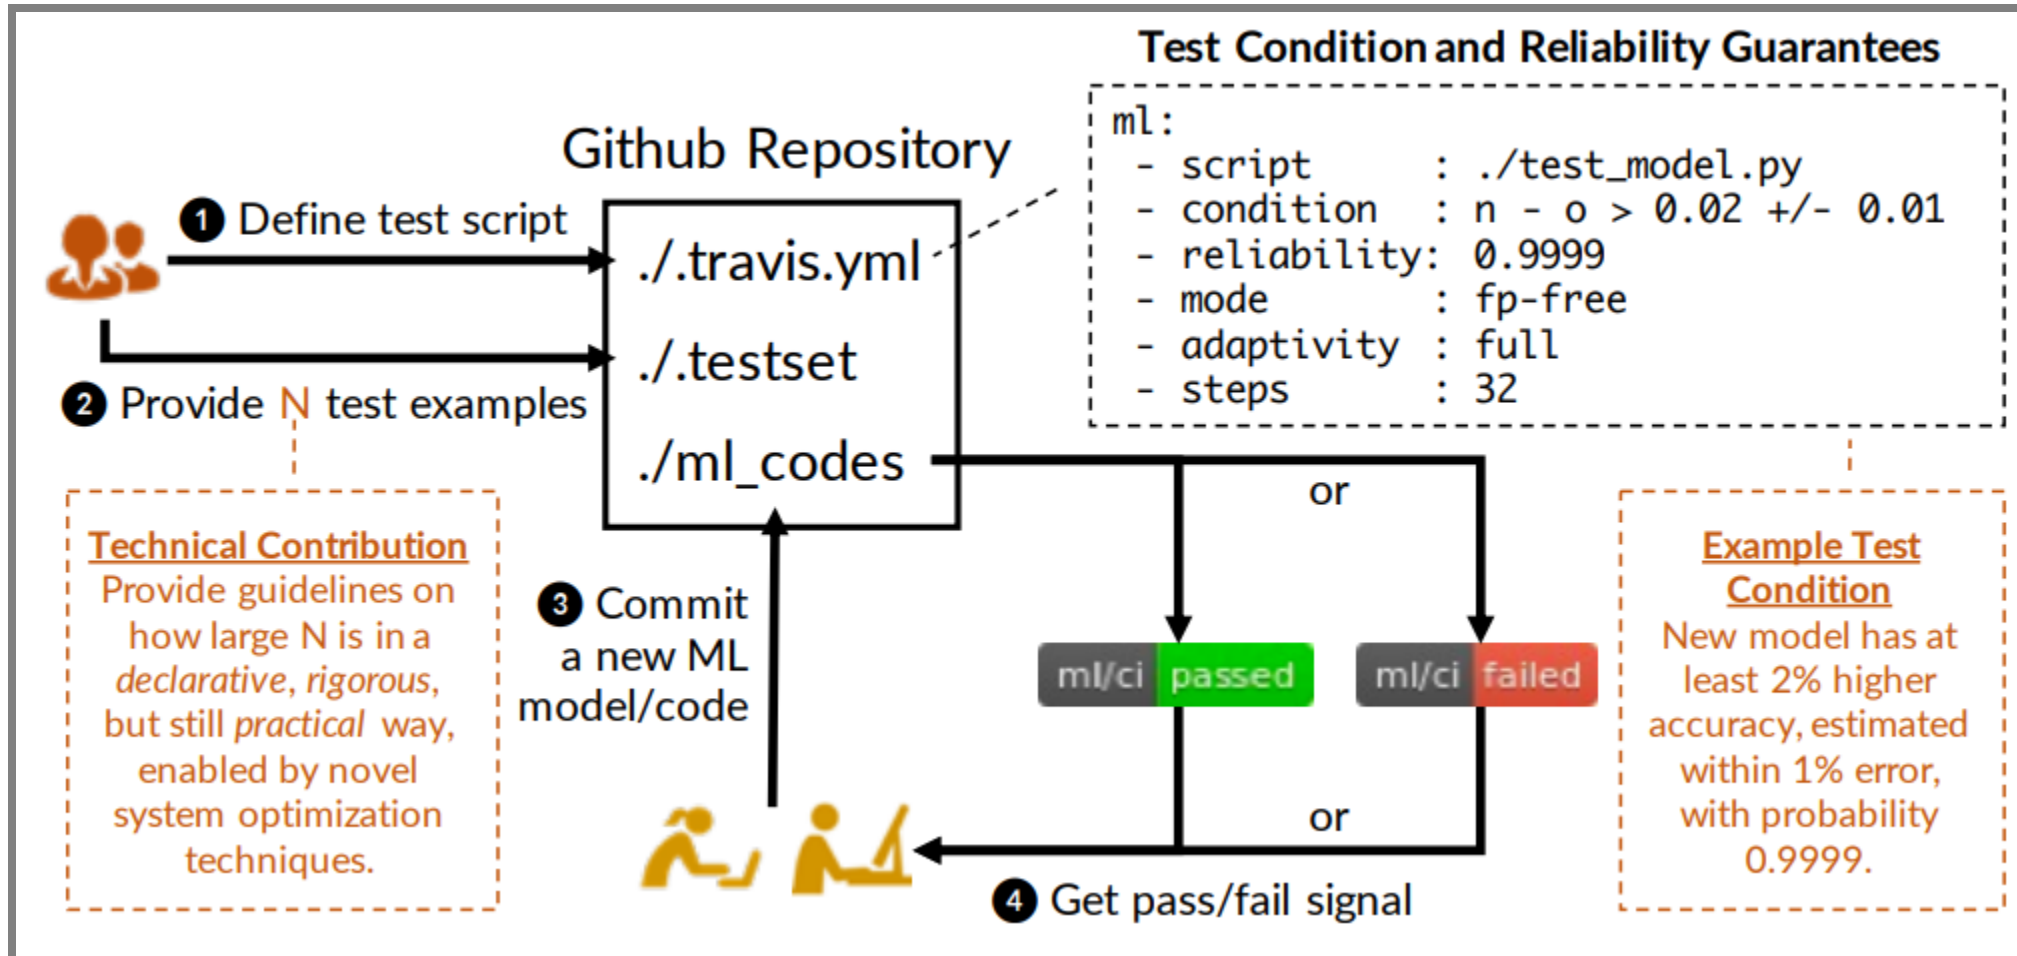 Test Condition and Reliability Guarantees
ml:
- script : ./test_model.py
- condition : n - o > 0.02 +/- 0.01
- reliability: 0.9999
- mode : fp-free
- adaptivity : full
- steps : 32
Github Repository
1 Define test script
./.travis.yml
./.testset
2 Provide N test examples
./ml_codes
or
Technical Contribution
Provide guidelines on
how large N is in a
declarative, rigorous,
but still practical way,
enabled by novel
system optimization
techniques.
3 Commit
a new ML
model/code
ml/ci passed
ml/ci failed
Example Test
Condition
New model has at
least 2% higher
accuracy, estimated
within 1% error,
with probability
0.9999.
or
4 Get pass/fail signal